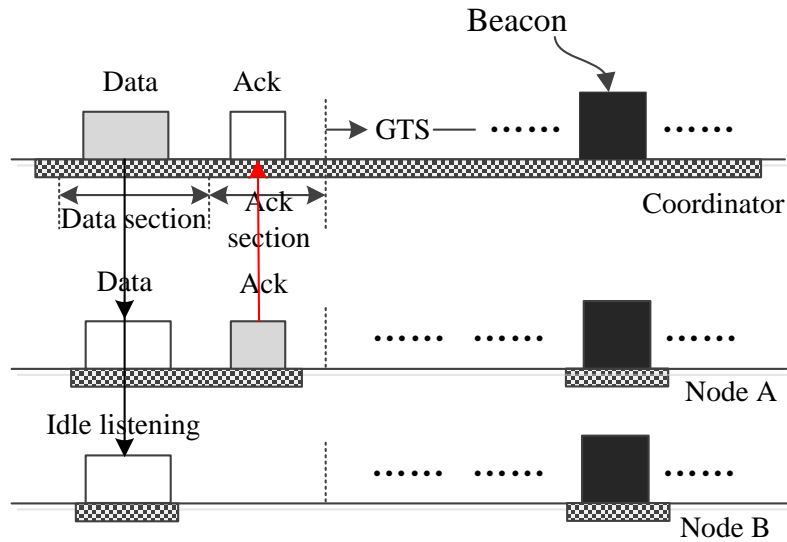 Beacon
Data
Ack
GTS
Coordinator
Data section
Ack
section
Data
Ack
Node A
Idle listening
Node B